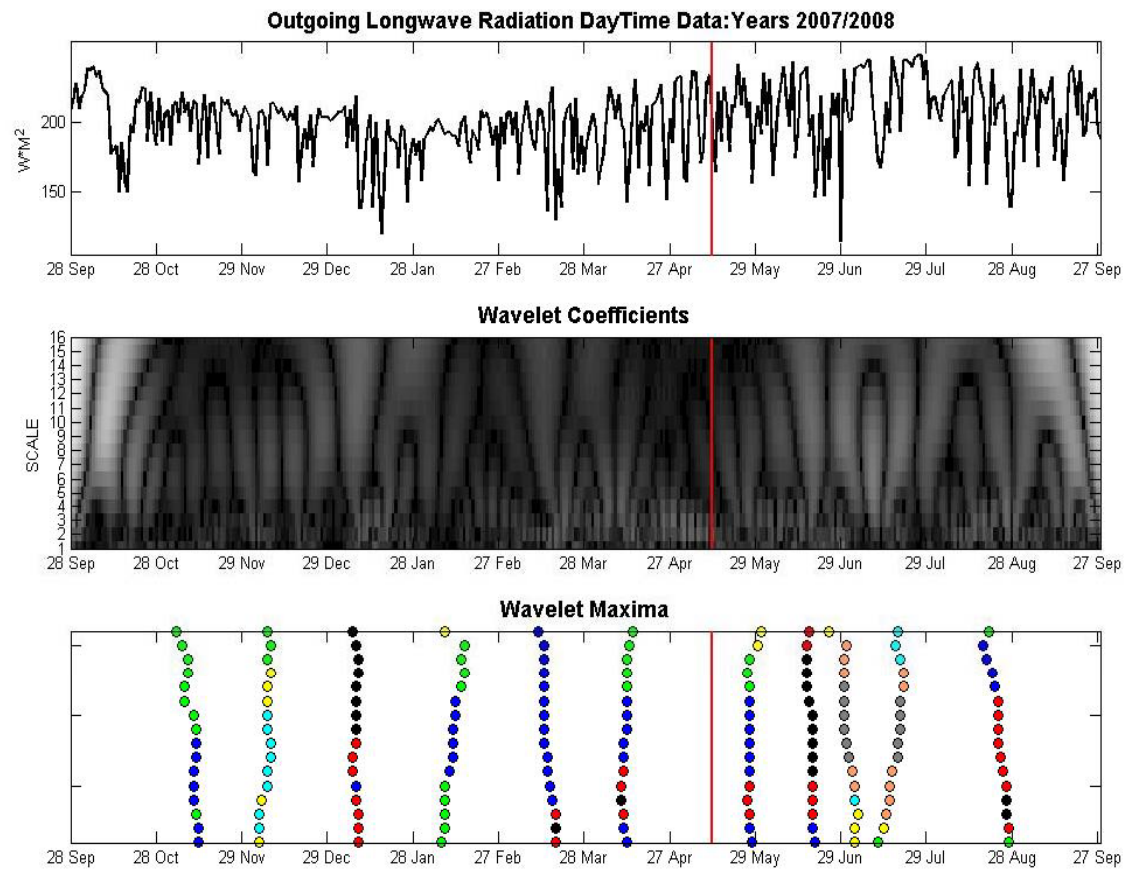 Outgoing Longwave Radiation DayTime Data:Years 2007/2008
200
150
W*M²
28 Sep 28 Oct 29 Nov 29 Dec 28 Jan 27 Feb 28 Mar 27 Apr 29 May 29 Jun 29 Jul 28 Aug 27 Sep
Wavelet Coefficients
16
15
14
13
12
11
10
9
8
7
6
5
4
3
2
1
SCALE
28 Sep 28 Oct 29 Nov 29 Dec 28 Jan 27 Feb 28 Mar 27 Apr 29 May 29 Jun 29 Jul 28 Aug 27 Sep
Wavelet Maxima
28 Sep 28 Oct 29 Nov 29 Dec 28 Jan 27 Feb 28 Mar 27 Apr 29 May 29 Jun 29 Jul 28 Aug 27 Sep